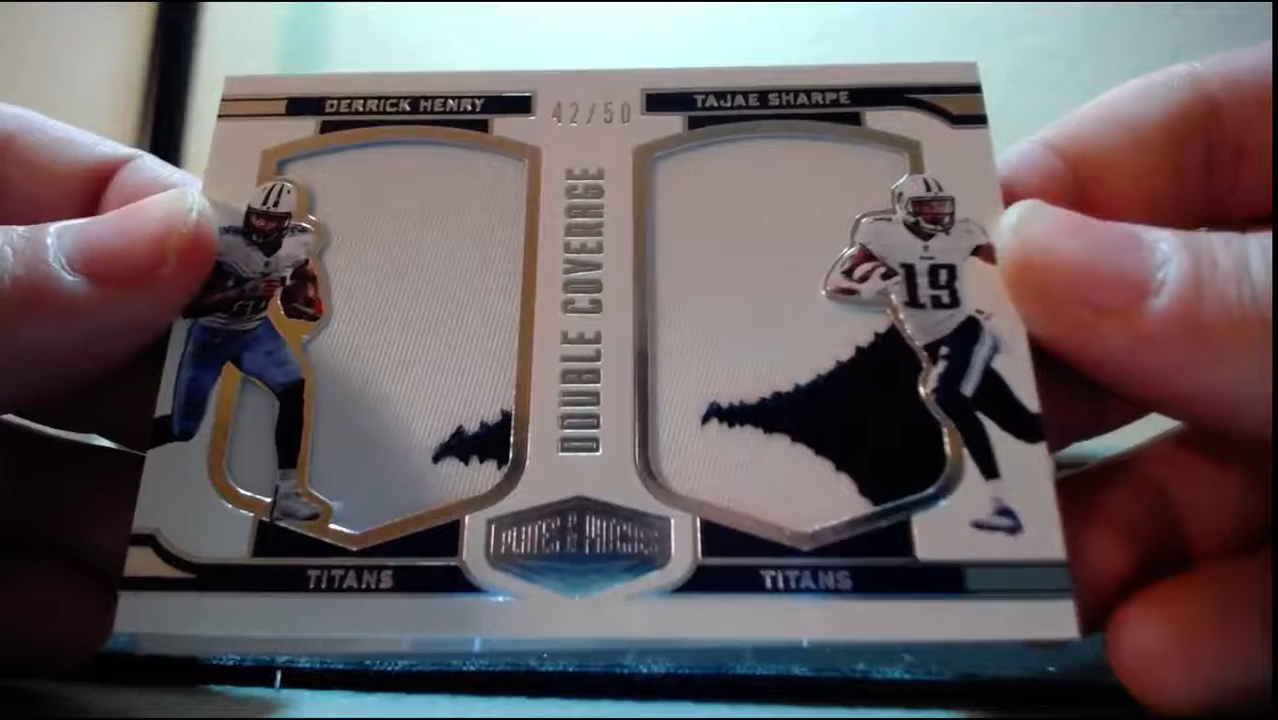 DERRICK HENRY
42/50
TAJAE SHARPE
DOUBLE COVERAGE
19
PLATES & PATCHES
TITANS
TITANS